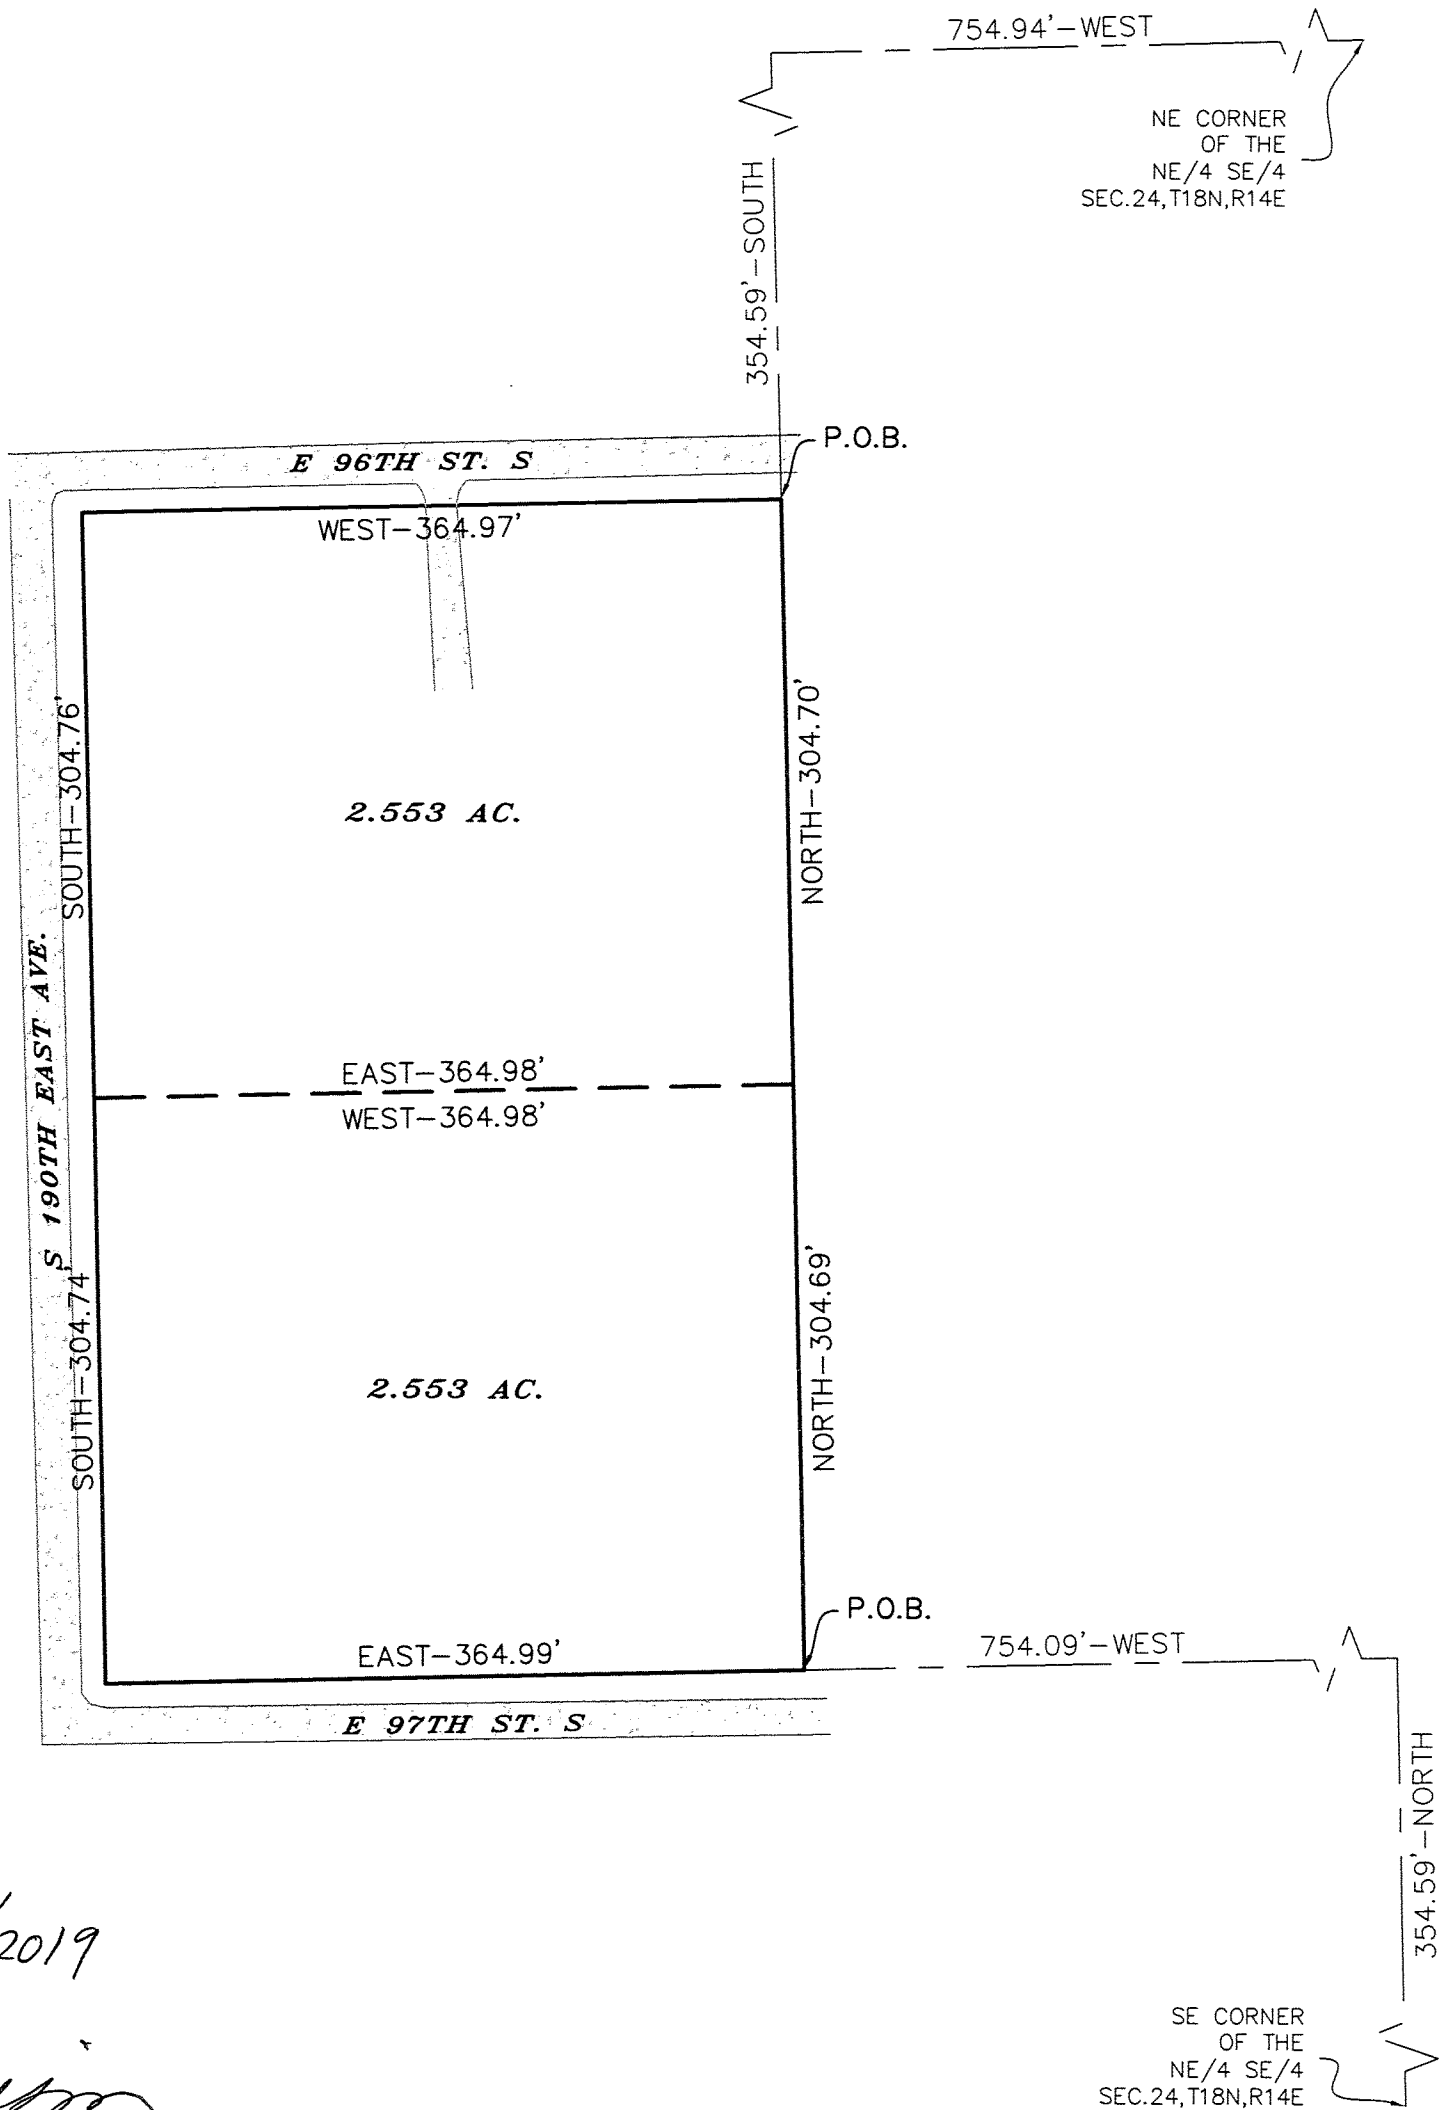 754.94'-WEST
NE CORNER
OF THE
NE/4 SE/4
SEC.24,T18N,R14E
354.59'-SOUTH
P.O.B.
E 96TH ST. S
WEST-364.97'
SOUTH-304.76'
NORTH-304.70'
2.553 AC.
S 190TH EAST AVE.
EAST-364.98'
WEST-364.98'
SOUTH-304.74'
NORTH-304.69'
2.553 AC.
P.O.B.
EAST-364.99'
754.09'-WEST
E 97TH ST. S
354.59'-NORTH
2019
SE CORNER
OF THE
NE/4 SE/4
SEC.24,T18N,R14E